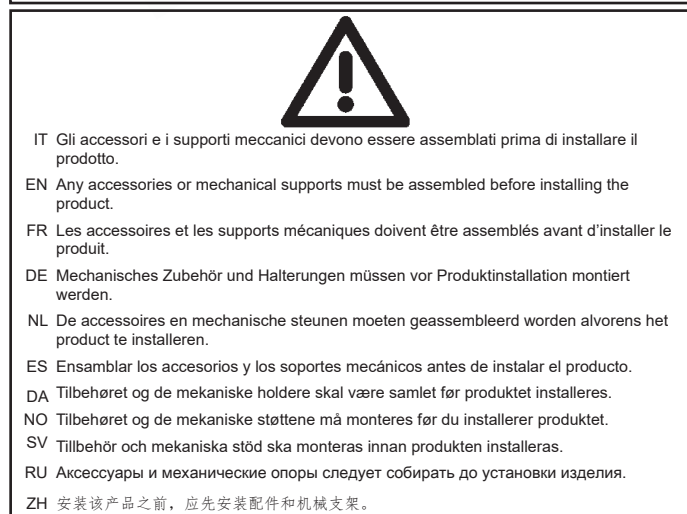 IT Gli accessori e i supporti meccanici devono essere assemblati prima di installare il
prodotto.
EN Any accessories or mechanical supports must be assembled before installing the
product.
FR Les accessoires et les supports mécaniques doivent être assemblés avant d'installer le
produit.
DE Mechanisches Zubehör und Halterungen müssen vor Produktinstallation montiert
werden.
NL De accessoires en mechanische steunen moeten geassembleerd worden alvorens het
product te installeren.
ES Ensamblar los accesorios y los soportes mecánicos antes de instalar el producto.
DA Tilbehøret og de mekaniske holdere skal være samlet før produktet installeres.
NO Tilbehøret og de mekaniske støttene må monteres før du installerer produktet.
SV Tillbehör och mekaniska stöd ska monteras innan produkten installeras.
RU Аксессуары и механические опоры следует собирать до установки изделия.
ZH 安装该产品之前，应先安装配件和机械支架。